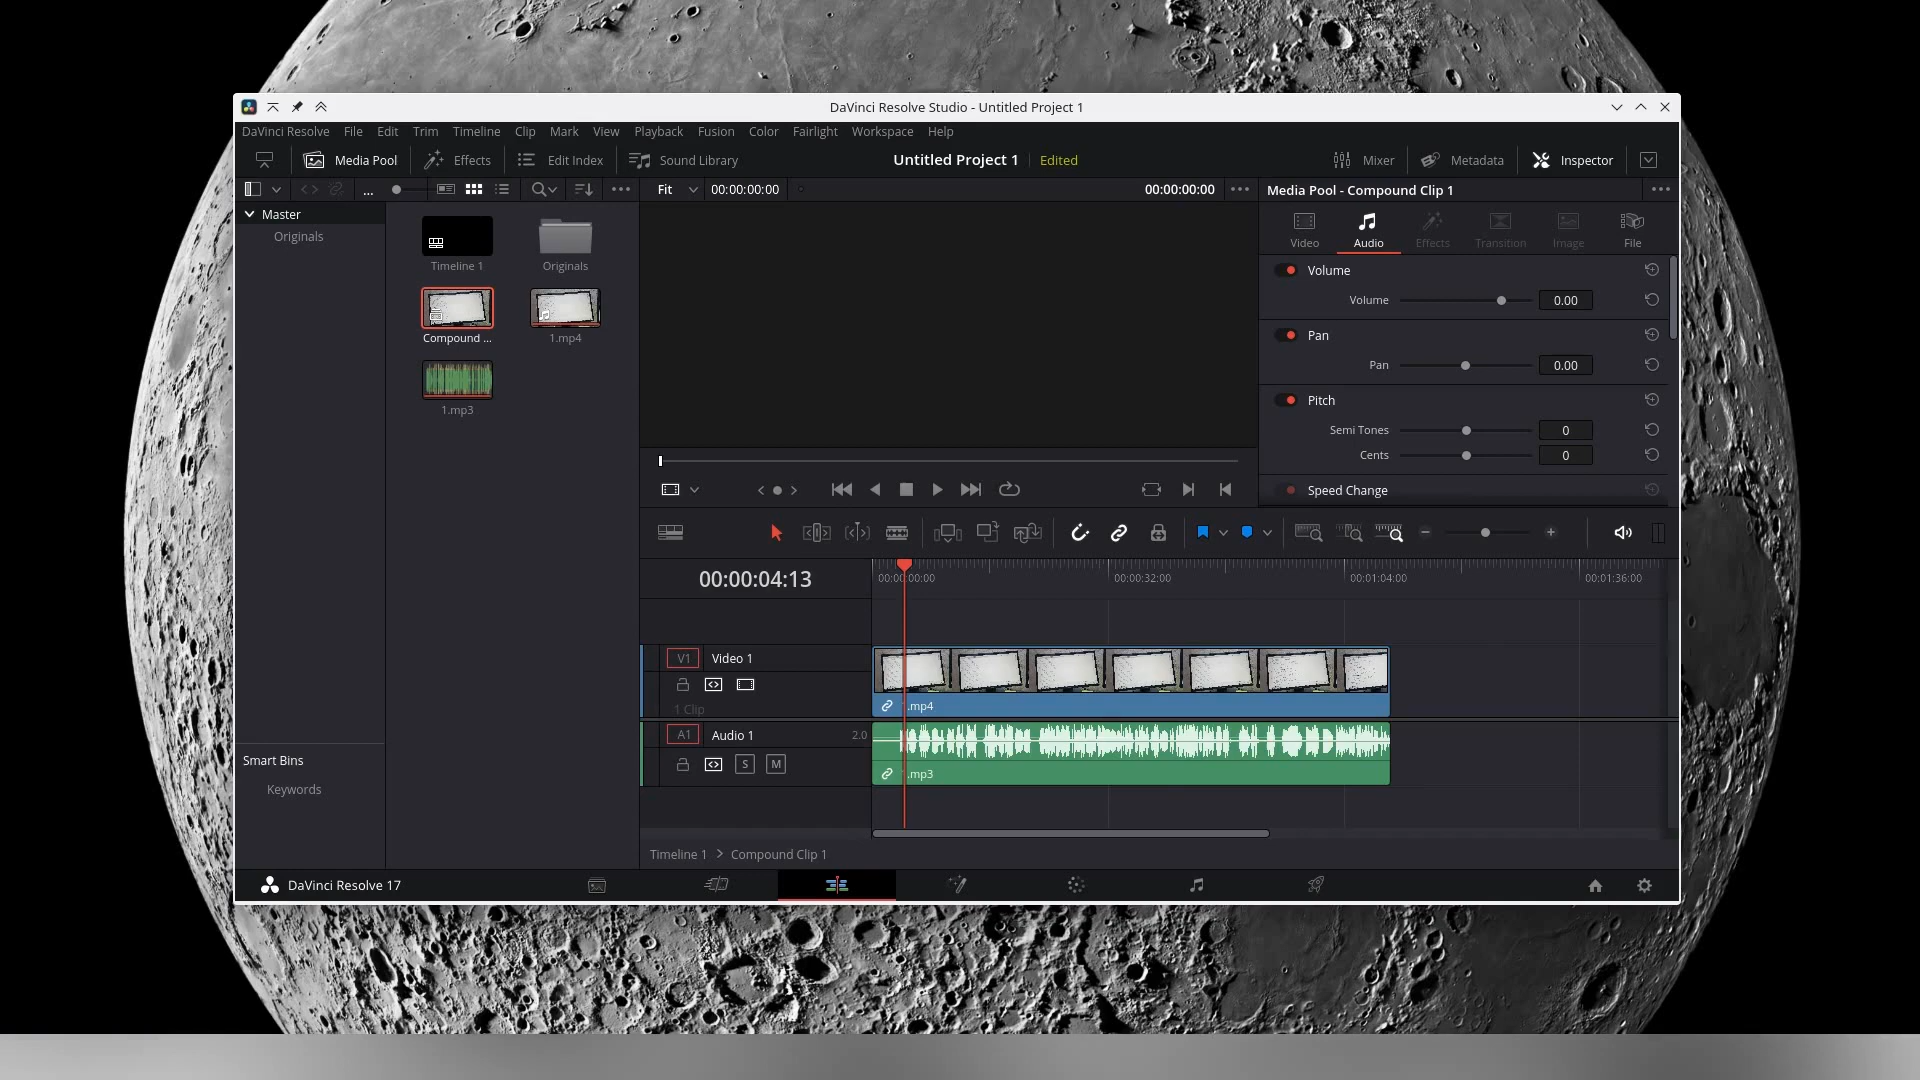 DaVinci Resolve Studio - Untitled Project 1
DaVinci Resolve File Edit Trim Timeline Clip Mark View Playback Fusion Color Fairlight Workspace Help
Media Pool Effects Edit Index Sound Library Untitled Project 1 Edited Mixer Metadata Inspector
... Fit 00:00:00:00 00:00:00:00 Media Pool - Compound Clip 1
Master
Originals
Timeline 1 Originals
Compound ... 1.mp4
1.mp3
Smart Bins
Keywords
Video Audio Effects Transition Image File
Volume
Volume 0.00
Pan
Pan 0.00
Pitch
Semi Tones 0
Cents 0
Speed Change
00:00:04:13 00:00:00:00 00:00:32:00 00:01:04:00 00:01:36:00
V1 Video 1
1 Clip
.mp4
A1 Audio 1 2.0
S M
.mp3
Timeline 1 > Compound Clip 1
DaVinci Resolve 17